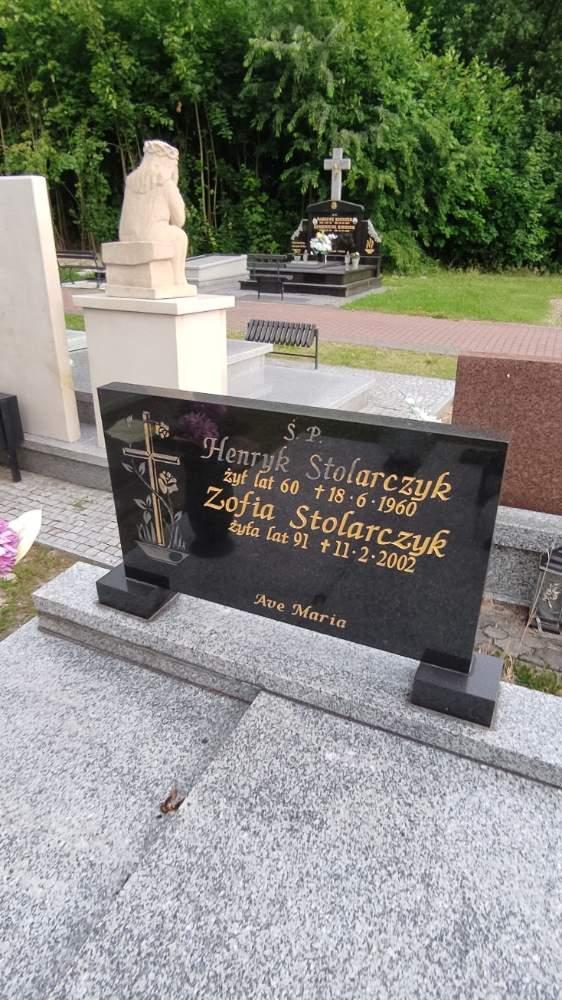 Ś. P.
Henryk Stolarczyk
żył lat 60 † 18·6·1960
Zofia Stolarczyk
żyła lat 91 † 11·2·2002
Ave Maria